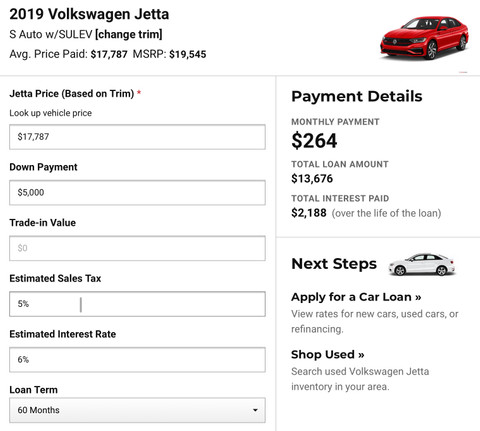 2019 Volkswagen Jetta
S Auto w/SULEV [change trim]
Avg. Price Paid: $17,787 MSRP: $19,545
Jetta Price (Based on Trim) *
Look up vehicle price
$17,787
Down Payment
$5,000
Trade-in Value
$0
Estimated Sales Tax
5%
Estimated Interest Rate
6%
Loan Term
60 Months
Payment Details
MONTHLY PAYMENT
$264
TOTAL LOAN AMOUNT
$13,676
TOTAL INTEREST PAID
$2,188 (over the life of the loan)
Next Steps
Apply for a Car Loan »
View rates for new cars, used cars, or
refinancing.
Shop Used »
Search used Volkswagen Jetta
inventory in your area.